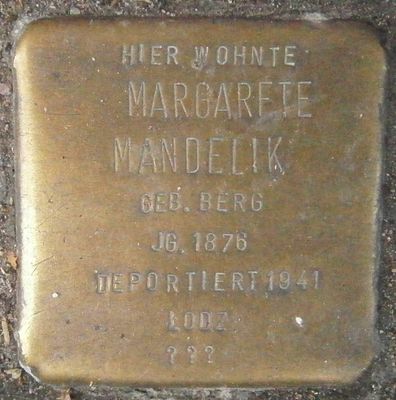 HIER WOHNTE
MARGARETE
MANDELIK
GEB. BERG
JG. 1876
DEPORTIERT 1941
LODZ
???